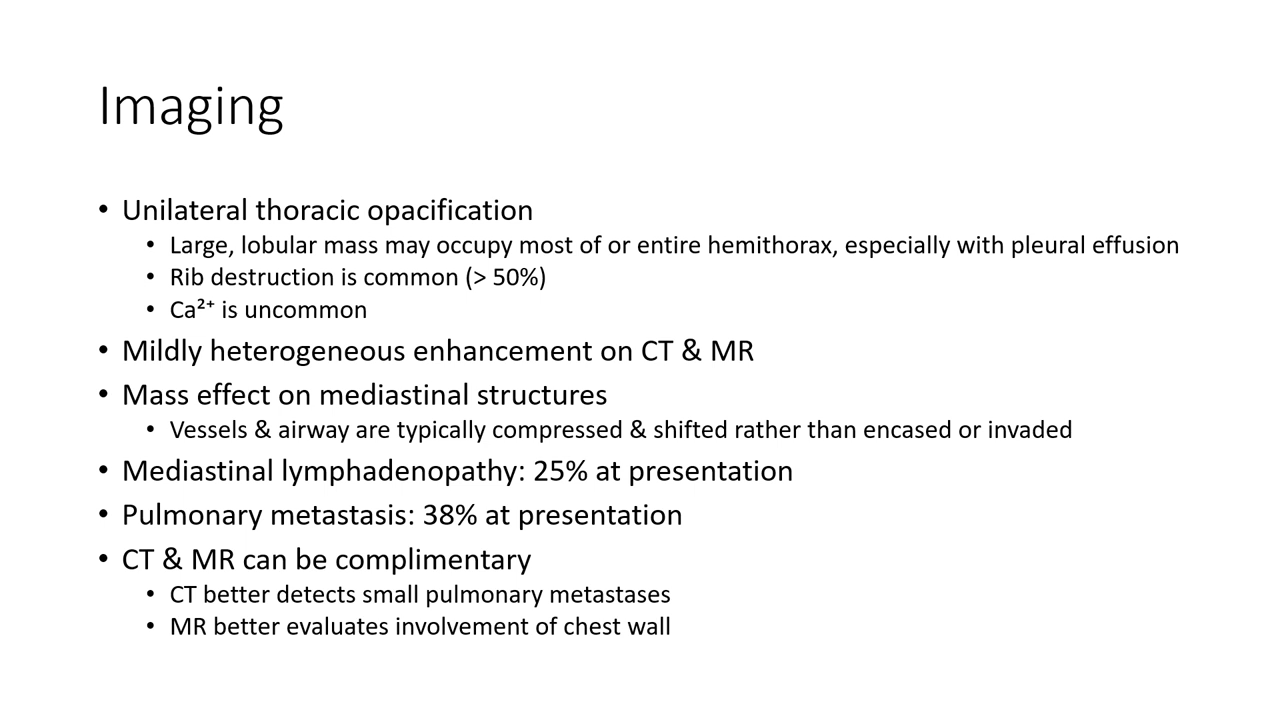 Imaging
• Unilateral thoracic opacification
• Large, lobular mass may occupy most of or entire hemithorax, especially with pleural effusion
• Rib destruction is common (> 50%)
• Ca²⁺ is uncommon
• Mildly heterogeneous enhancement on CT & MR
• Mass effect on mediastinal structures
• Vessels & airway are typically compressed & shifted rather than encased or invaded
• Mediastinal lymphadenopathy: 25% at presentation
• Pulmonary metastasis: 38% at presentation
• CT & MR can be complimentary
• CT better detects small pulmonary metastases
• MR better evaluates involvement of chest wall